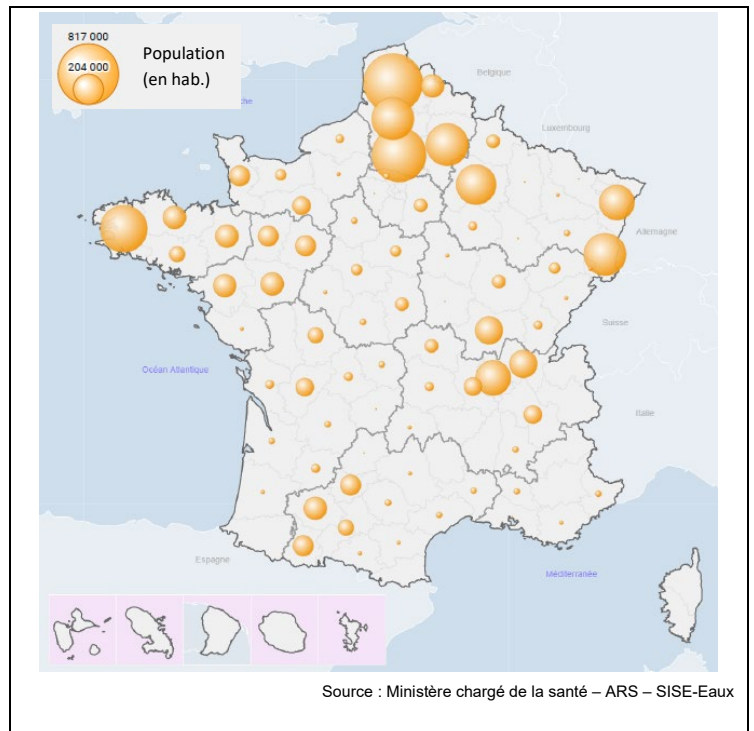 817 000
204 000
Population
(en hab.)
Belgique
che
Luxembourg
Allemagne
Suisse
Océan Atlantique
Italie
Espagne
Méditerranée
Source : Ministère chargé de la santé – ARS – SISE-Eaux